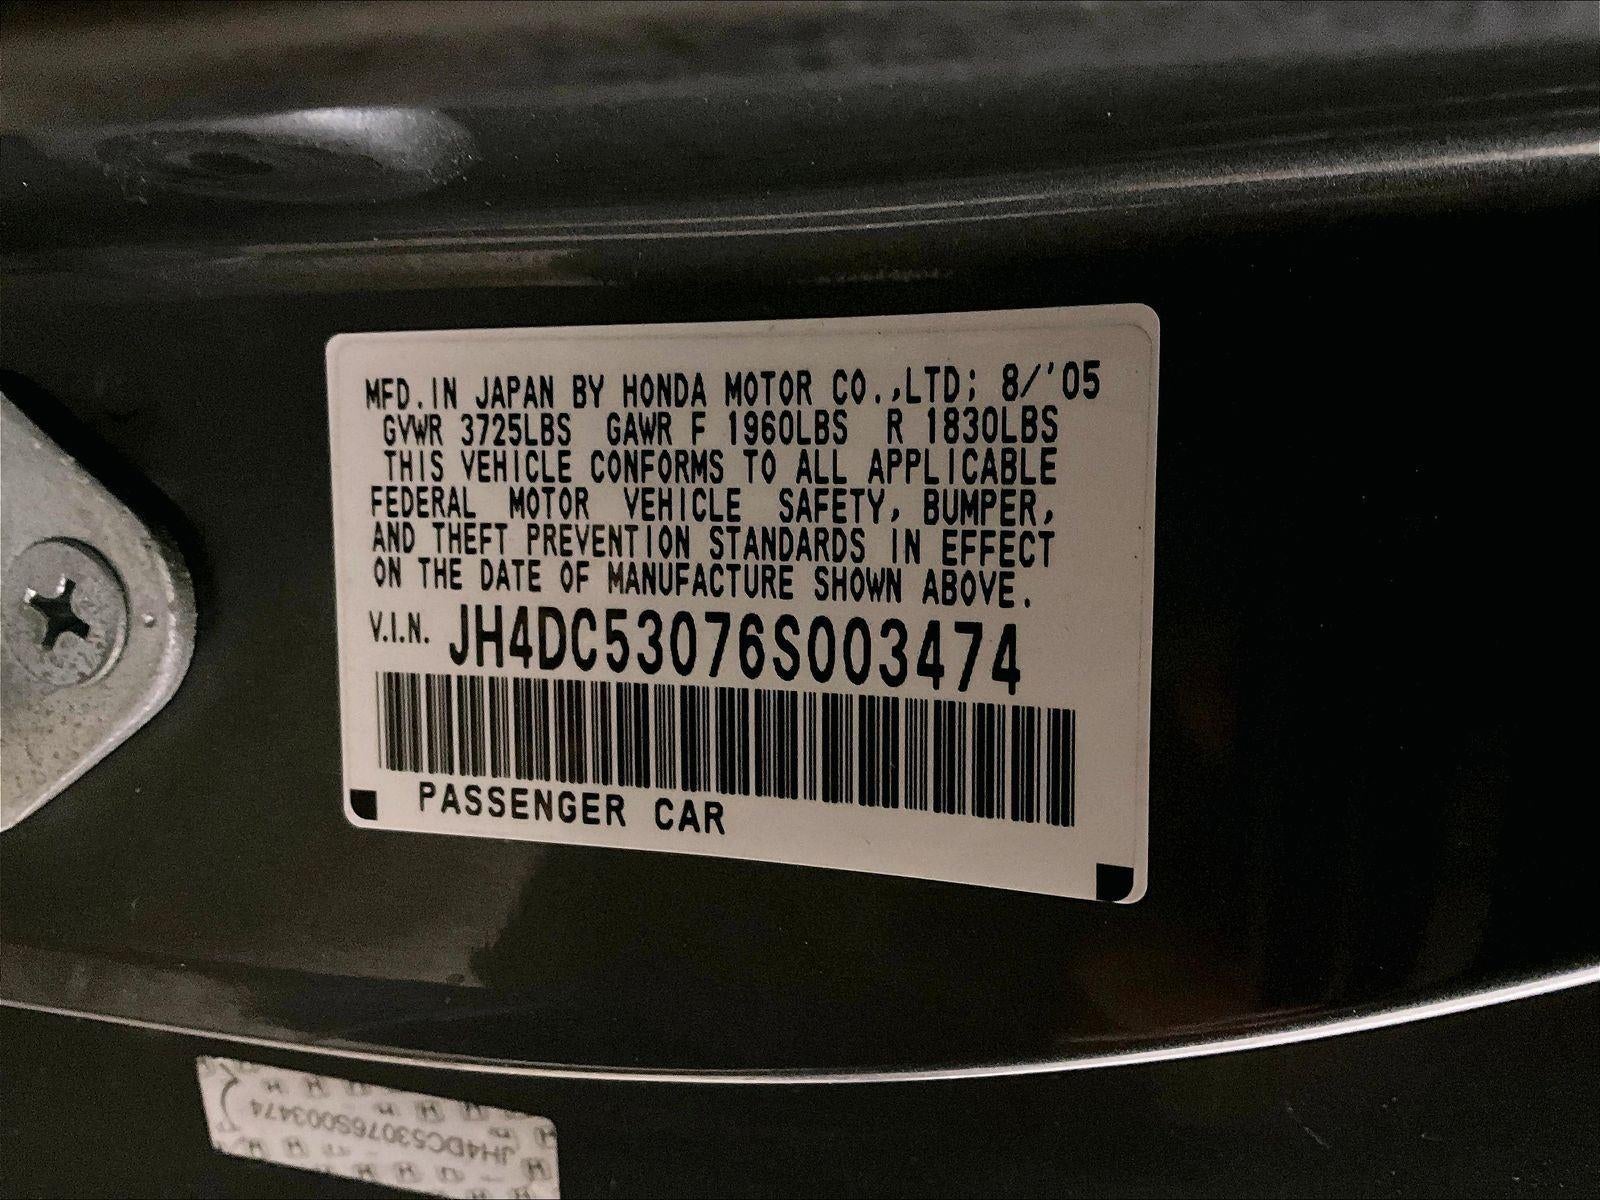 MFD.IN JAPAN BY HONDA MOTOR CO.,LTD; 8/'05
GVWR 3725LBS GAWR F 1960LBS R 1830LBS
THIS VEHICLE CONFORMS TO ALL APPLICABLE
FEDERAL MOTOR VEHICLE SAFETY, BUMPER,
AND THEFT PREVENTION STANDARDS IN EFFECT
ON THE DATE OF MANUFACTURE SHOWN ABOVE.
V.I.N. JH4DC53076S003474
PASSENGER CAR
JH4DC53076S003474